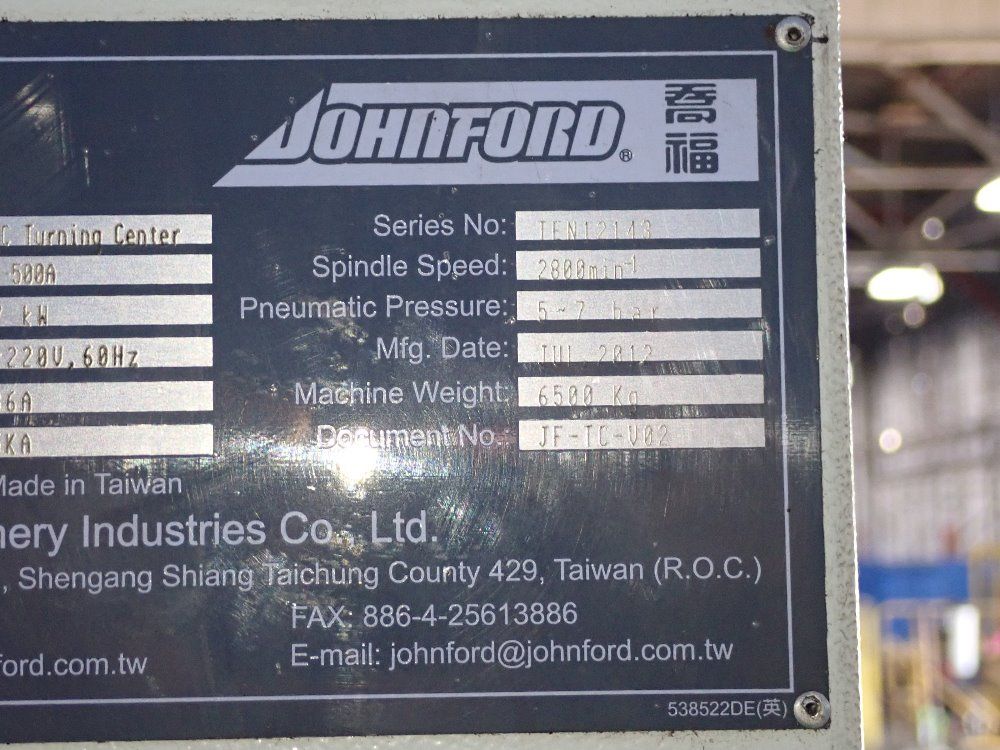 JOHNFORD® 喬福
C Turning Center Series No: TFN12143
500A Spindle Speed: 2800min-1
kW Pneumatic Pressure: 5~7 bar
220V,60Hz Mfg. Date: JUL 2012
6A Machine Weight: 6500 Kg
KA Document No. JF-TC-V02
Made in Taiwan
nery Industries Co., Ltd.
, Shengang Shiang Taichung County 429, Taiwan (R.O.C.)
FAX: 886-4-25613886
ford.com.tw E-mail: johnford@johnford.com.tw
538522DE(英)